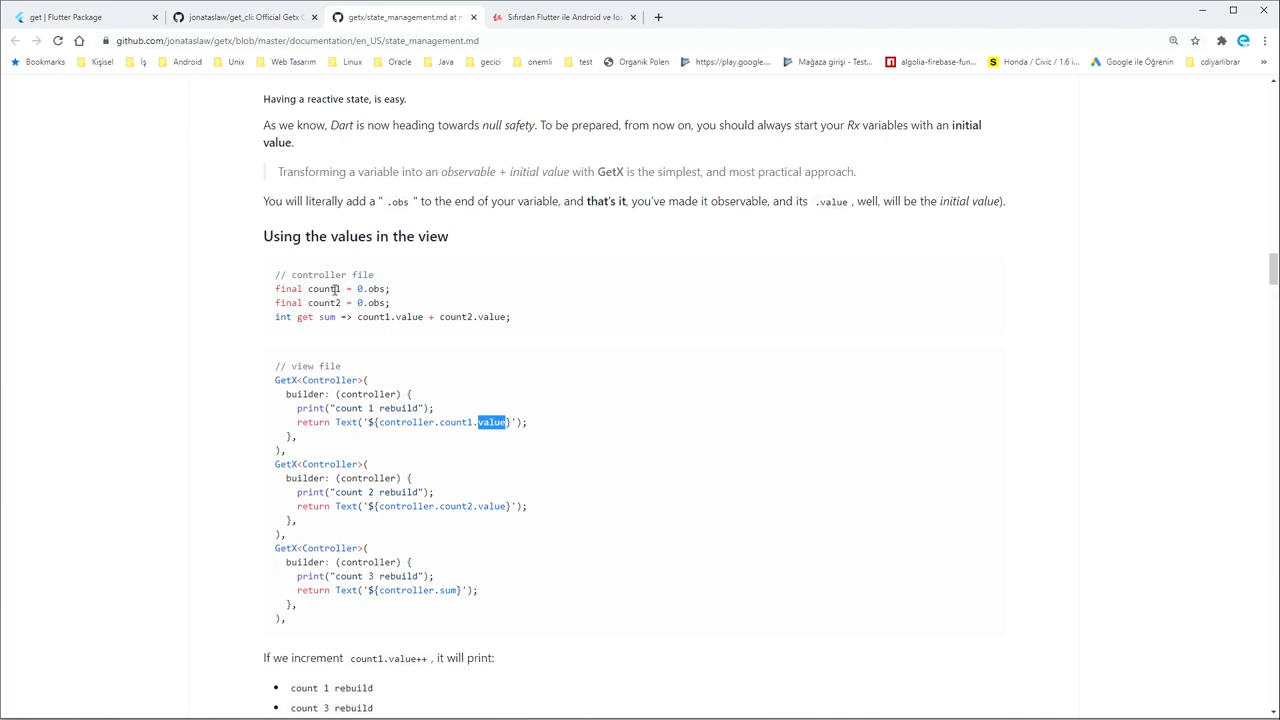 get | Flutter Package
jonataslaw/get_cli: Official GetX C
getx/state_management.md at m
Sıfırdan Flutter ile Android ve Ios
github.com/jonataslaw/getx/blob/master/documentation/en_US/state_management.md
Bookmarks
Kişisel
İş
Android
Unix
Web Tasarım
Linux
Oracle
Java
gecici
onemli
test
Organik Polen
https://play.google....
Mağaza girişi - Test...
algolia-firebase-fun...
Honda / Civic / 1.6 i...
Google ile Öğrenin
cdiyarlibrar
»
Having a reactive state, is easy.
As we know, Dart is now heading towards null safety. To be prepared, from now on, you should always start your Rx variables with an initial
value.
Transforming a variable into an observable + initial value with GetX is the simplest, and most practical approach.
You will literally add a " .obs " to the end of your variable, and that's it, you've made it observable, and its .value , well, will be the initial value).
Using the values in the view
// controller file
final count1 = 0.obs;
final count2 = 0.obs;
int get sum => count1.value + count2.value;
// view file
GetX<Controller>(
builder: (controller) {
print("count 1 rebuild");
return Text('${controller.count1.value}');
},
),
GetX<Controller>(
builder: (controller) {
print("count 2 rebuild");
return Text('${controller.count2.value}');
},
),
GetX<Controller>(
builder: (controller) {
print("count 3 rebuild");
return Text('${controller.sum}');
},
),
If we increment count1.value++ , it will print:
• count 1 rebuild
• count 3 rebuild